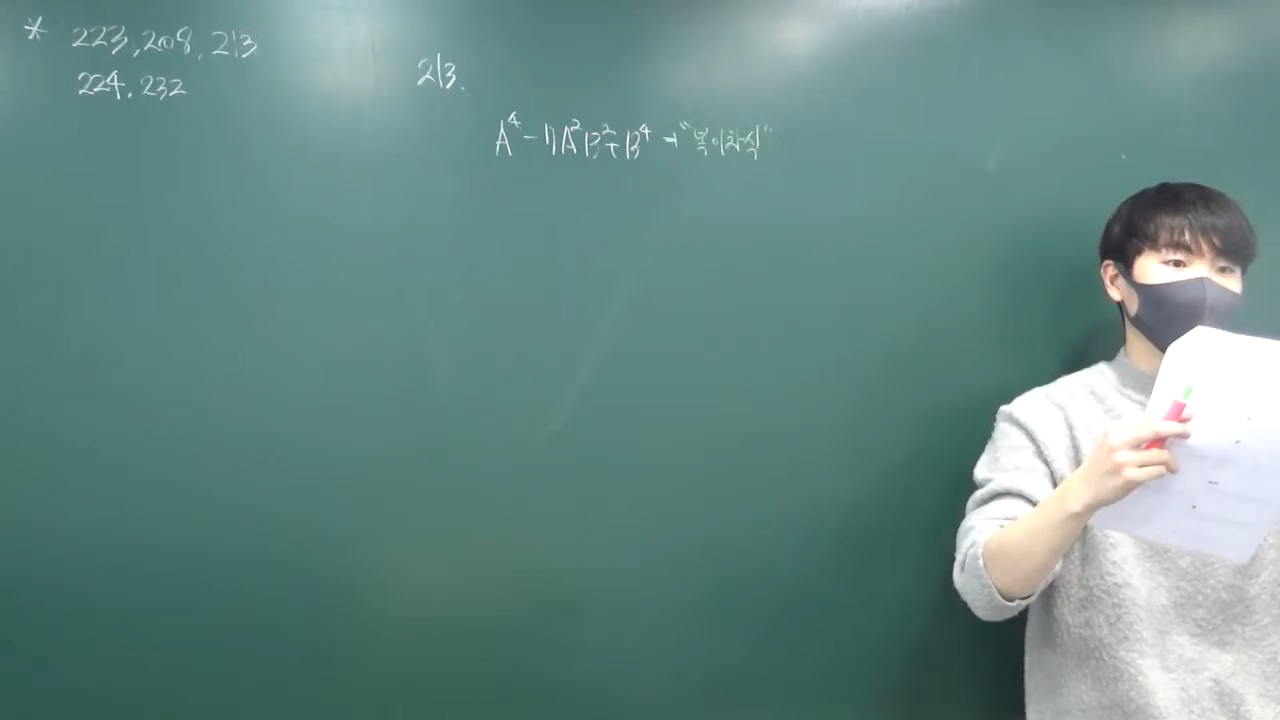 * 223, 208, 213
224. 232
213.
A⁴ - 7A²B² + B⁴ → "복이차식"